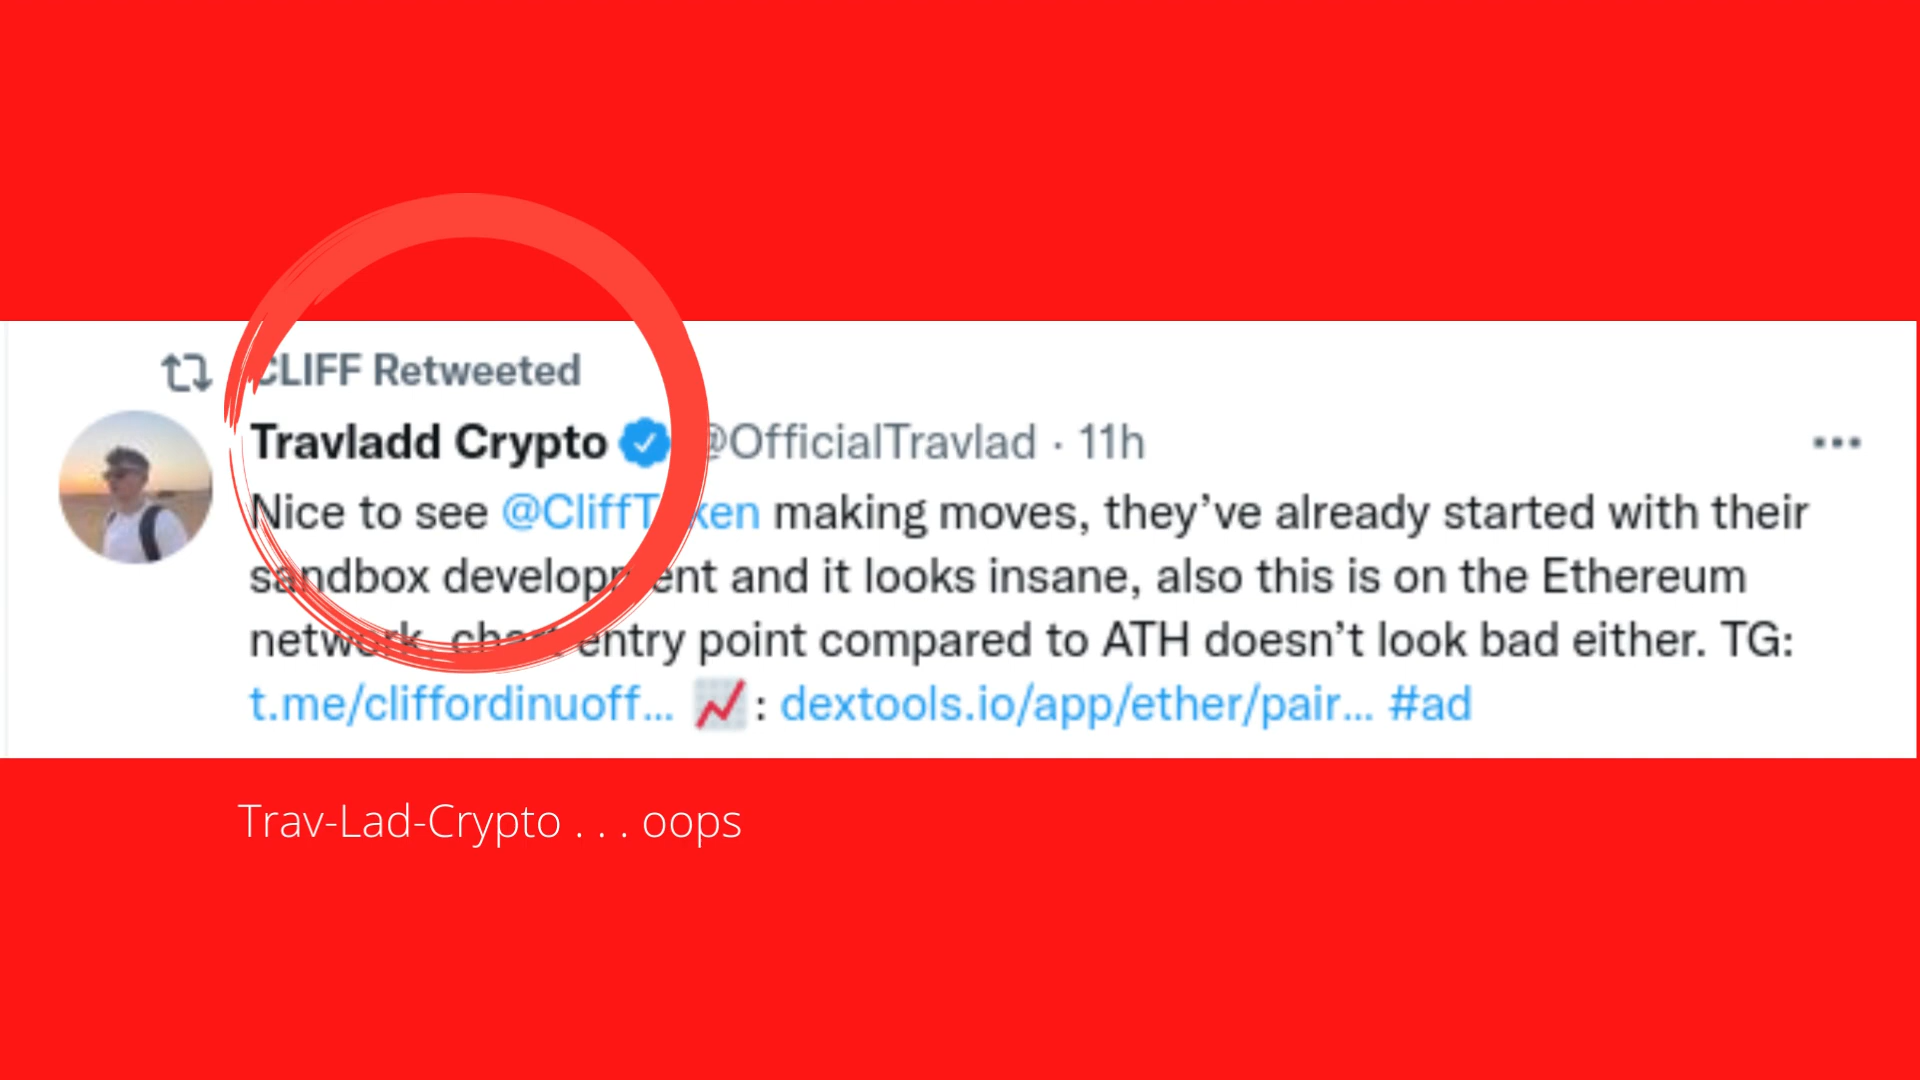 CLIFF Retweeted
Travladd Crypto @OfficialTravlad · 11h
Nice to see @CliffToken making moves, they’ve already started with their
sandbox development and it looks insane, also this is on the Ethereum
network, chart entry point compared to ATH doesn’t look bad either. TG:
t.me/cliffordinuoff... 📈: dextools.io/app/ether/pair... #ad
Trav-Lad-Crypto . . . oops